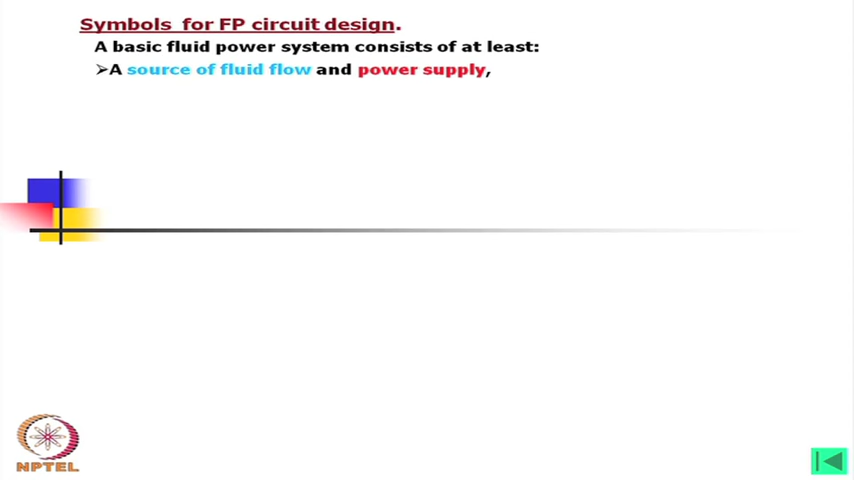 Symbols for FP circuit design.
A basic fluid power system consists of at least:
➢A source of fluid flow and power supply,
NPTEL